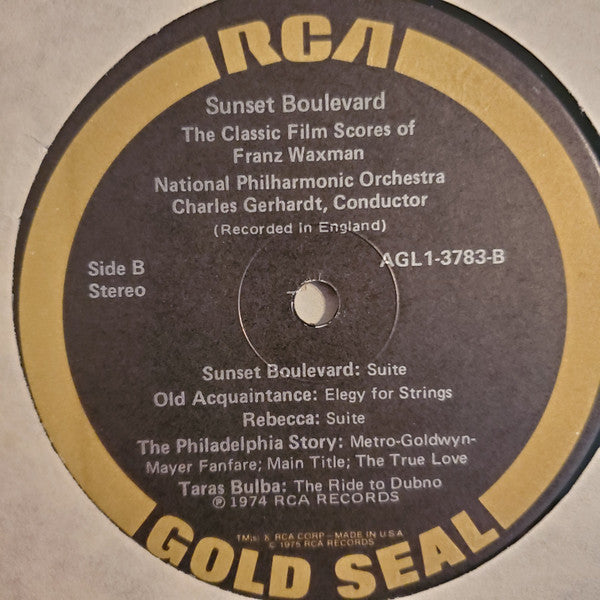 RCA
Sunset Boulevard
The Classic Film Scores of
Franz Waxman
National Philharmonic Orchestra
Charles Gerhardt, Conductor
(Recorded in England)
Side B
Stereo
AGL1-3783-B
Sunset Boulevard: Suite
Old Acquaintance: Elegy for Strings
Rebecca: Suite
The Philadelphia Story: Metro-Goldwyn-
Mayer Fanfare; Main Title; The True Love
Taras Bulba: The Ride to Dubno
℗ 1974 RCA RECORDS
TM(s) ® RCA CORP – MADE IN U.S.A.
© 1975 RCA RECORDS
GOLD SEAL